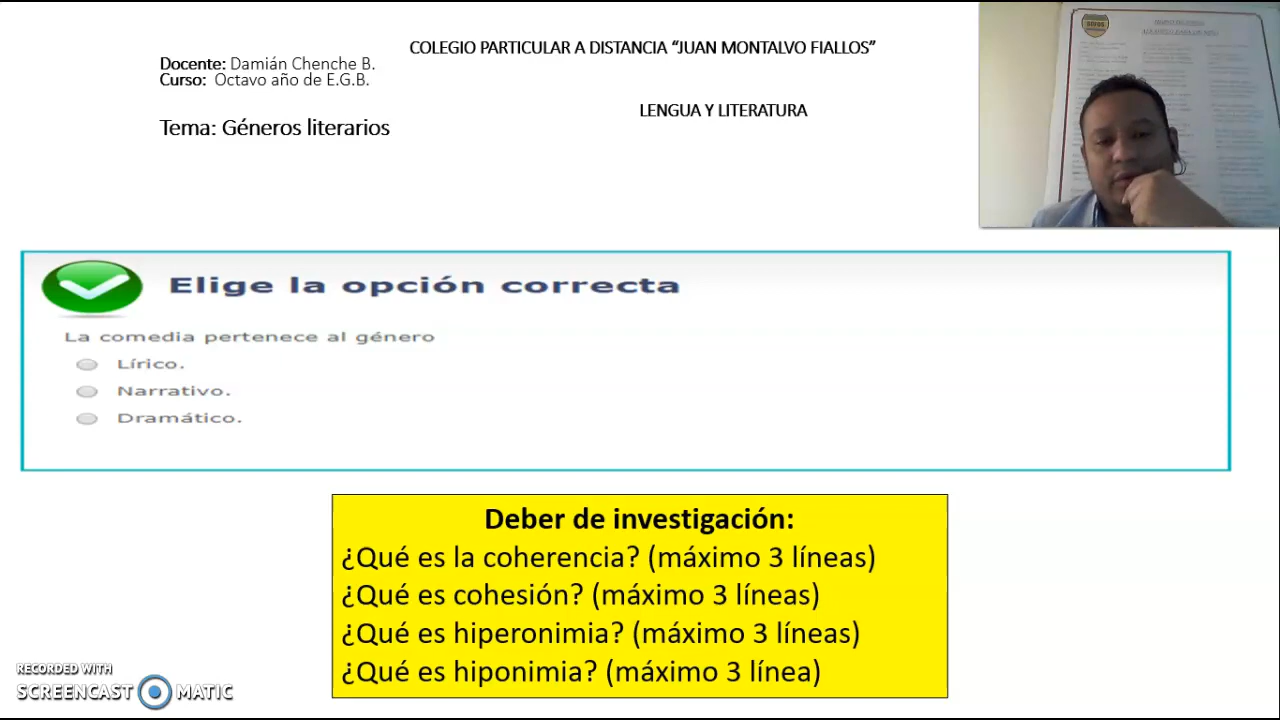 COLEGIO PARTICULAR A DISTANCIA “JUAN MONTALVO FIALLOS”
Docente: Damián Chenche B.
Curso: Octavo año de E.G.B.
LENGUA Y LITERATURA
Tema: Géneros literarios
Elige la opción correcta
La comedia pertenece al género
Lírico.
Narrativo.
Dramático.
Deber de investigación:
¿Qué es la coherencia? (máximo 3 líneas)
¿Qué es cohesión? (máximo 3 líneas)
¿Qué es hiperonimia? (máximo 3 líneas)
¿Qué es hiponimia? (máximo 3 línea)
RECORDED WITH
SCREENCAST MATIC